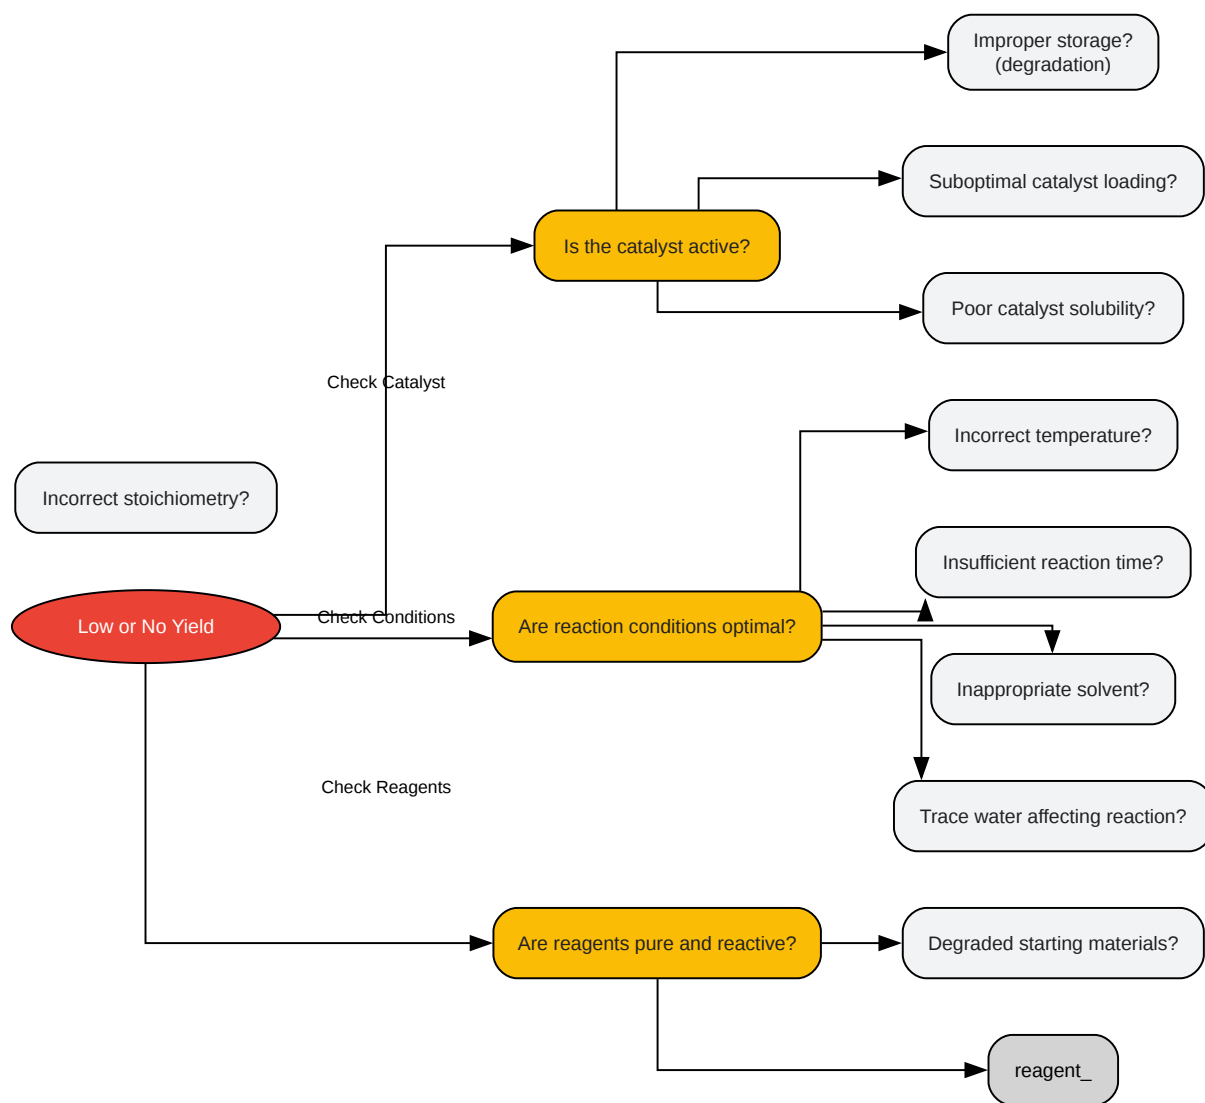 Improper storage?
(degradation)
Suboptimal catalyst loading?
Is the catalyst active?
Poor catalyst solubility?
Check Catalyst
Incorrect temperature?
Incorrect stoichiometry?
Insufficient reaction time?
Low or No Yield
Check Conditions
Are reaction conditions optimal?
Inappropriate solvent?
Check Reagents
Trace water affecting reaction?
Are reagents pure and reactive?
Degraded starting materials?
reagent_